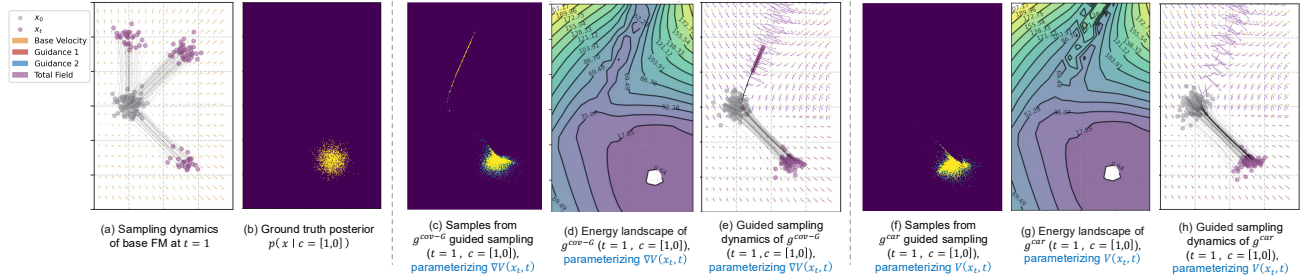 x₀
xₜ
Base Velocity
Guidance 1
Guidance 2
Total Field
(a) Sampling dynamics
of base FM at t = 1
(b) Ground truth posterior
p( x | c = [1,0] )
(c) Samples from
g^{cov-G} guided sampling
(t = 1 , c = [1,0]),
parameterizing ∇V(xₜ, t)
(d) Energy landscape of
g^{cov-G} (t = 1 , c = [1,0]),
parameterizing ∇V(xₜ, t)
(e) Guided sampling
dynamics of g^{cov-G}
(t = 1 , c = [1,0]),
parameterizing ∇V(xₜ, t)
(f) Samples from
g^{car} guided sampling
(t = 1 , c = [1,0]),
parameterizing V(xₜ, t)
(g) Energy landscape of
g^{car} (t = 1 , c = [1,0]),
parameterizing V(xₜ, t)
(h) Guided sampling
dynamics of g^{car}
(t = 1 , c = [1,0]),
parameterizing V(xₜ, t)